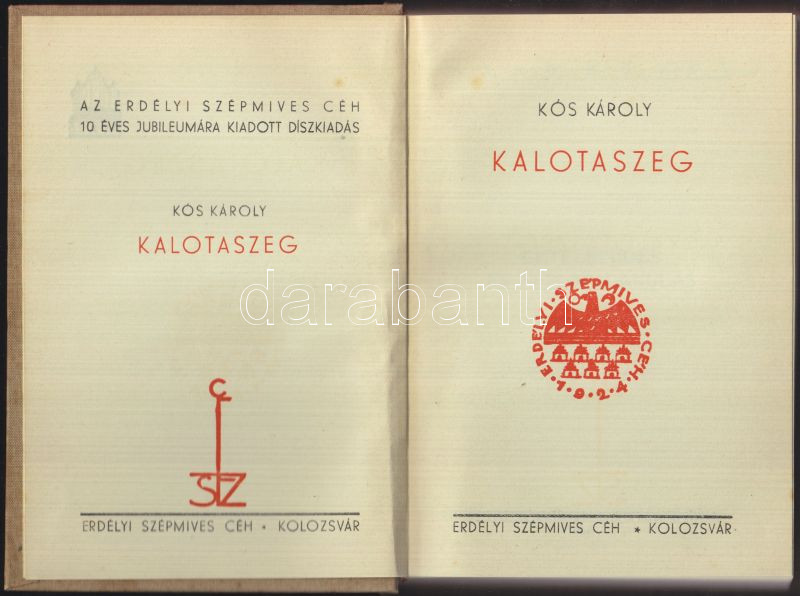 AZ ERDÉLYI SZÉPMIVES CÉH
10 ÉVES JUBILEUMÁRA KIADOTT DÍSZKIADÁS
KÓS KÁROLY
KALOTASZEG
C
SZ
ERDÉLYI SZÉPMIVES CÉH • KOLOZSVÁR
KÓS KÁROLY
KALOTASZEG
ERDÉLYI • SZÉPMIVES • CÉH • 1924 •
ERDÉLYI SZÉPMIVES CÉH ★ KOLOZSVÁR
darabanth